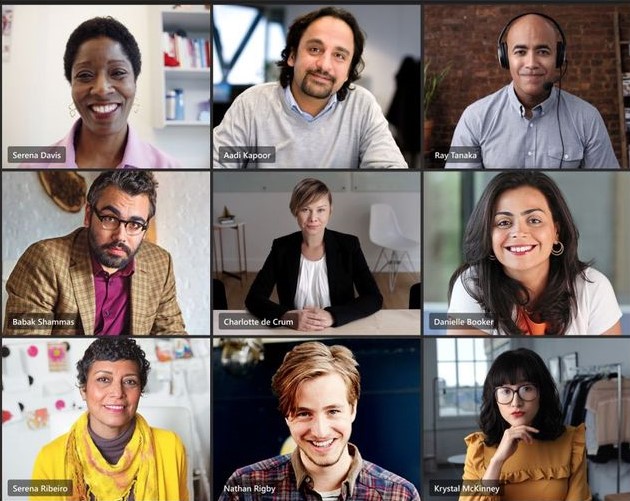 Serena Davis
Aadi Kapoor
Ray Tanaka
Babak Shammas
Charlotte de Crum
Danielle Booker
Serena Ribeiro
Nathan Rigby
Krystal McKinney